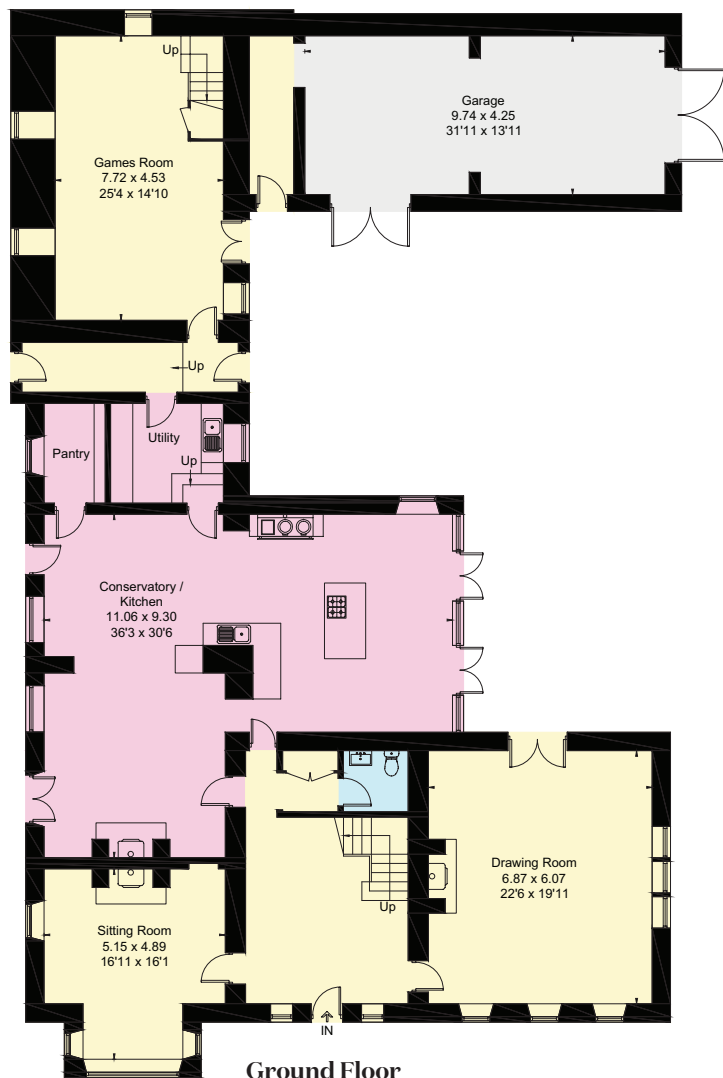 Up
Garage
9.74 x 4.25
31'11 x 13'11
Games Room
7.72 x 4.53
25'4 x 14'10
Up
Utility
Pantry
Up
Conservatory /
Kitchen
11.06 x 9.30
36'3 x 30'6
Drawing Room
6.87 x 6.07
22'6 x 19'11
Up
Sitting Room
5.15 x 4.89
16'11 x 16'1
IN
Ground Floor